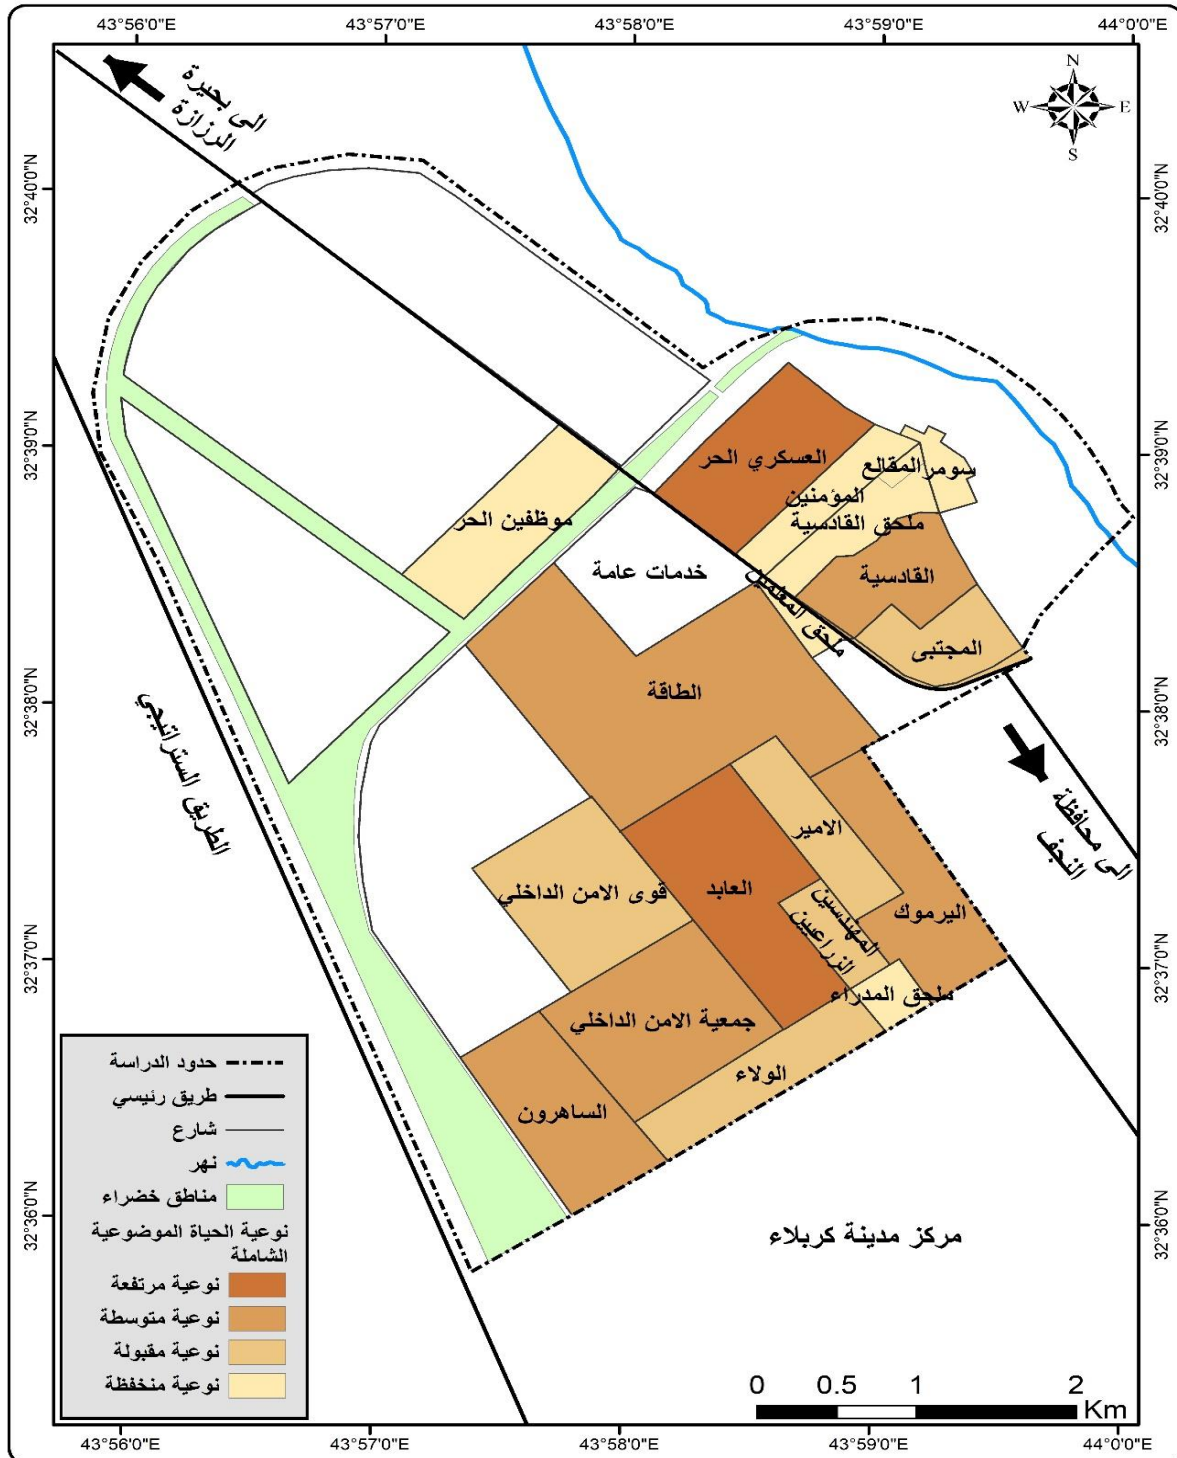 43°56'0"E
43°57'0"E
43°58'0"E
43°59'0"E
44°0'0"E
N
W
E
S
الى بحيرة
الرزازة
32°40'0"N
32°40'0"N
32°39'0"N
32°39'0"N
العسكري الحر
المقالع
سومر
المؤمنين
ملحق القادسية
موظفين الحر
خدمات عامة
القادسية
ملحق المعلمين
المجتبى
32°38'0"N
32°38'0"N
الطاقة
الطريق الستراتيجي
الى محافظة
النجف
الامير
قوى الامن الداخلي
العابد
المهندسين
الزراعيين
اليرموك
32°37'0"N
32°37'0"N
ملحق المدراء
جمعية الامن الداخلي
الولاء
الساهرون
32°36'0"N
32°36'0"N
مركز مدينة كربلاء
حدود الدراسة
طريق رئيسي
شارع
نهر
مناطق خضراء
نوعية الحياة الموضوعية
الشاملة
نوعية مرتفعة
نوعية متوسطة
نوعية مقبولة
نوعية منخفظة
0 0.5 1 2
Km
43°56'0"E
43°57'0"E
43°58'0"E
43°59'0"E
44°0'0"E